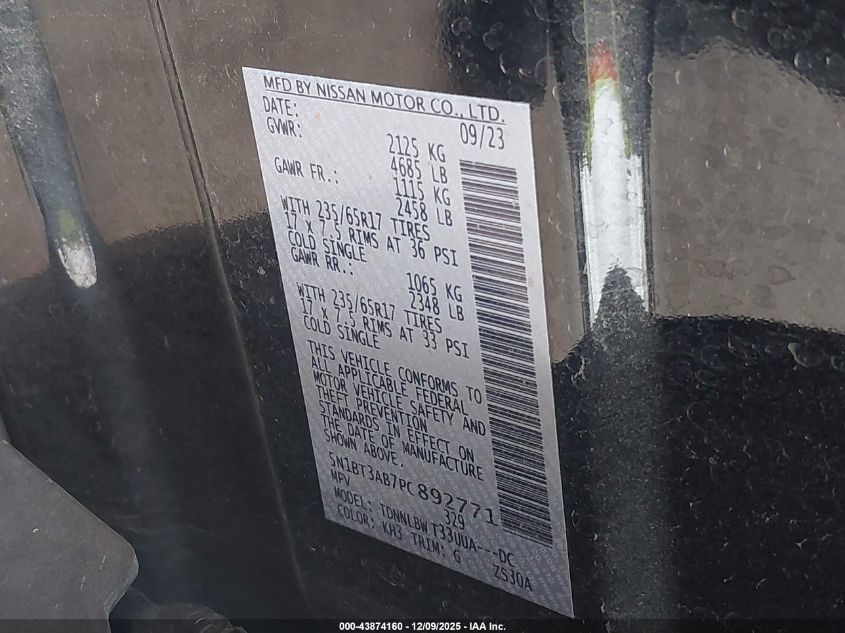 MFD BY NISSAN MOTOR CO., LTD.
DATE: 09/23
GVWR: 2125 KG
4685 LB
GAWR FR.: 1115 KG
2458 LB
WITH 235/65R17 TIRES
17 X 7.5 RIMS AT 36 PSI
COLD SINGLE
GAWR RR.: 1065 KG
2348 LB
WITH 235/65R17 TIRES
17 X 7.5 RIMS AT 33 PSI
COLD SINGLE
THIS VEHICLE CONFORMS TO
ALL APPLICABLE FEDERAL
MOTOR VEHICLE SAFETY AND
THEFT PREVENTION
STANDARDS IN EFFECT ON
THE DATE OF MANUFACTURE
SHOWN ABOVE.
5N1BT3AB7PC892771
MPV 329
MODEL: TDNNLBWT33UUA---DC
COLOR: KH3 TRIM: G ZS30A
000-43874160 - 12/09/2025 - IAA Inc.